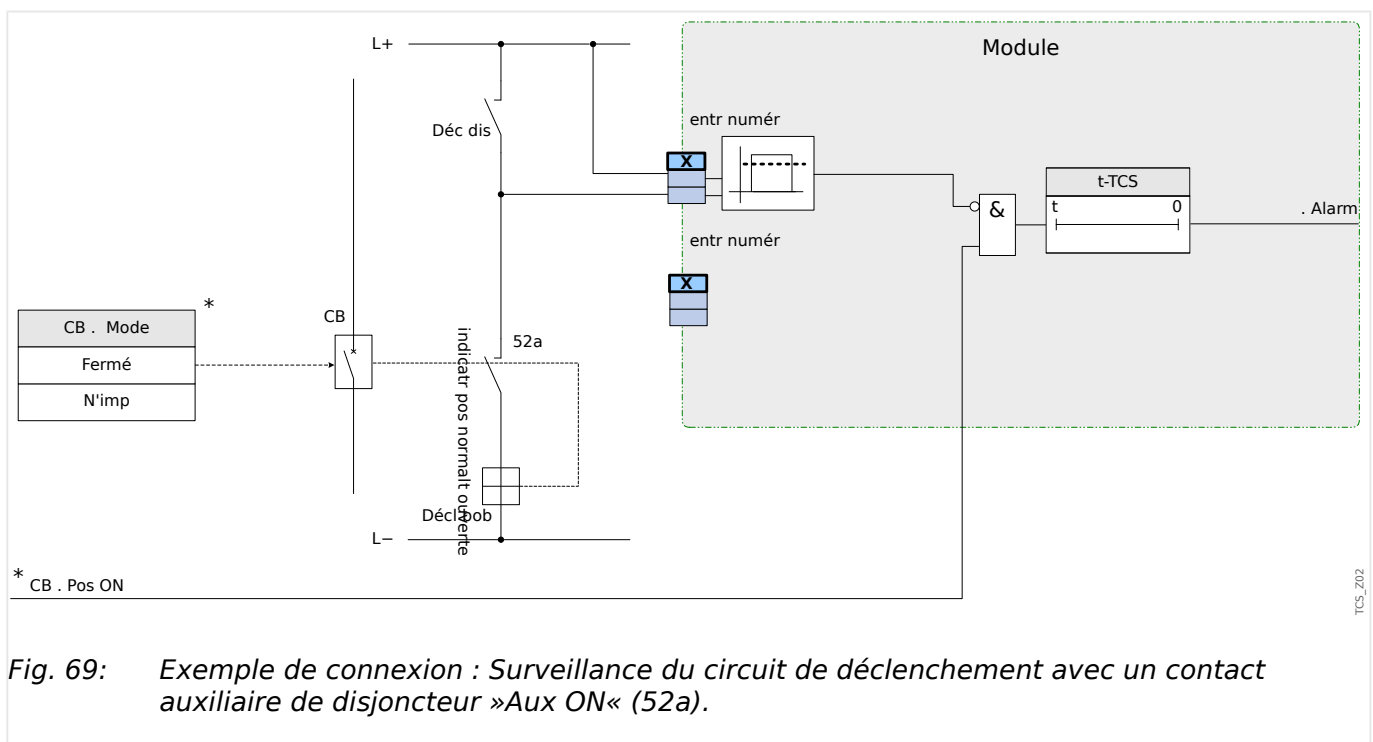 Module
L+
Déc dis
entr numér
X
t-TCS
t 0
&
. Alarm
entr numér
X
*
CB . Mode
Fermé
N'imp
CB
52a
indicatr pos normalt ouverte
Décl bob
L−
* CB . Pos ON
TCS_Z02
Fig. 69: Exemple de connexion : Surveillance du circuit de déclenchement avec un contact
auxiliaire de disjoncteur »Aux ON« (52a).